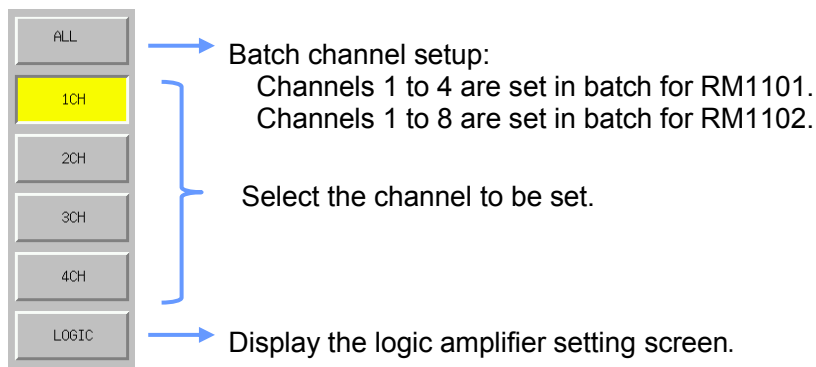 ALL
Batch channel setup:
Channels 1 to 4 are set in batch for RM1101.
1CH
Channels 1 to 8 are set in batch for RM1102.
2CH
Select the channel to be set.
3CH
4CH
LOGIC
Display the logic amplifier setting screen.